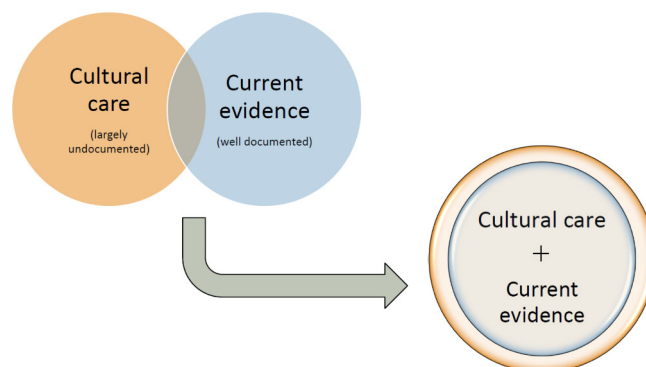 Cultural
care
(largely
undocumented)
Current
evidence
(well documented)
Cultural care
+
Current
evidence